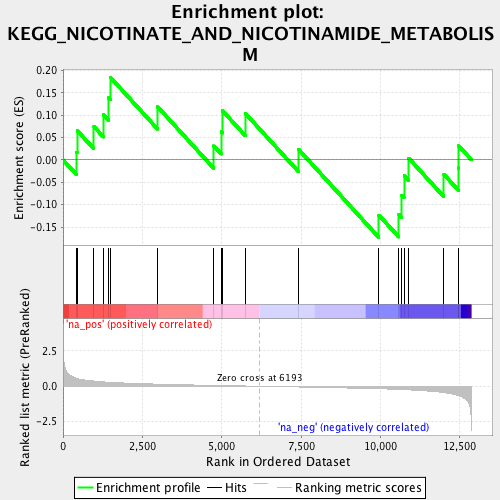 Enrichment plot:
KEGG_NICOTINATE_AND_NICOTINAMIDE_METABOLIS
M
Enrichment score (ES)
0.20
0.15
0.10
0.05
0.00
-0.05
-0.10
-0.15
'na_pos' (positively correlated)
Ranked list metric (PreRanked)
2.5
0.0
-2.5
Zero cross at 6193
'na_neg' (negatively correlated)
0
2,500
5,000
7,500
10,000
12,500
Rank in Ordered Dataset
Enrichment profile
Hits
Ranking metric scores